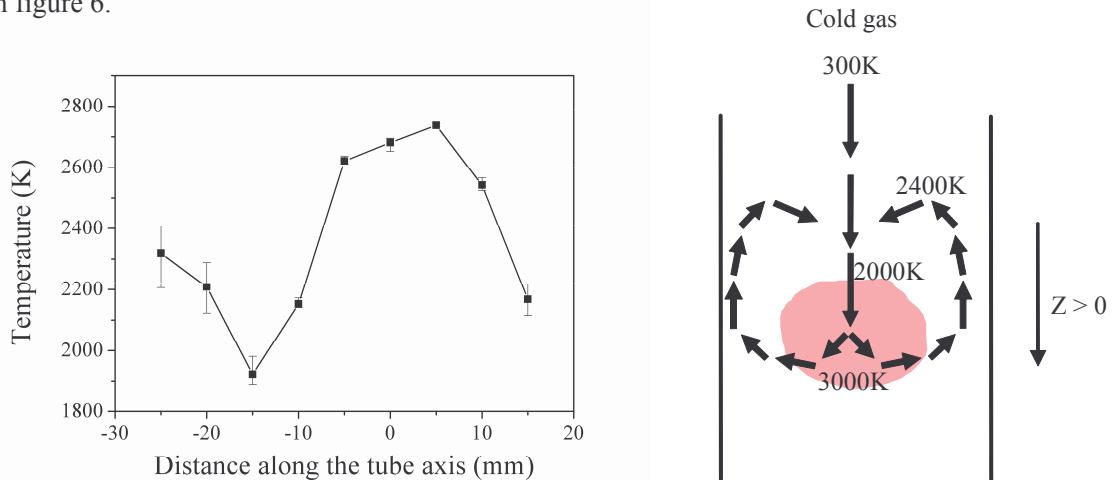 n figure 6.
2800
2600
2400
2200
2000
1800
-30
-20
-10
0
10
20
Temperature (K)
Distance along the tube axis (mm)
Cold gas
300K
2400K
2000K
3000K
Z > 0